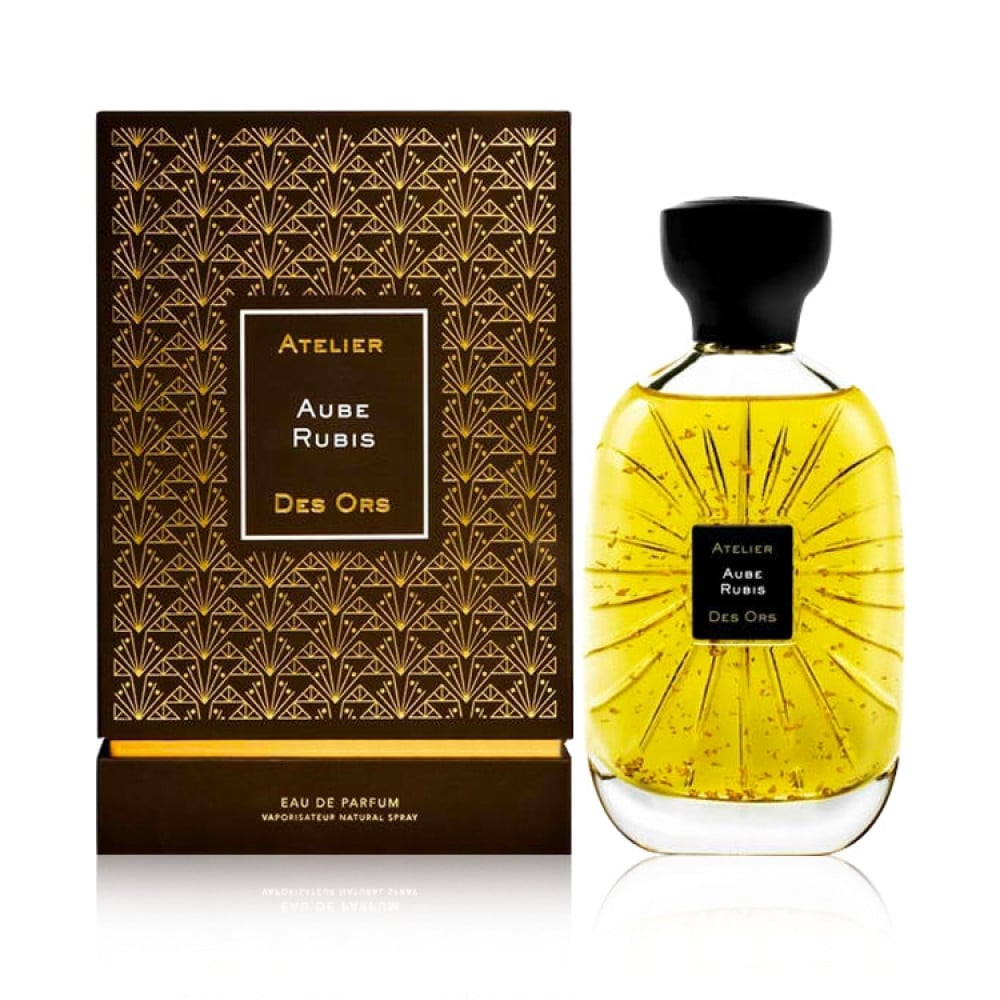 ATELIER
AUBE
RUBIS
DES ORS
EAU DE PARFUM
VAPORISATEUR NATURAL SPRAY
ATELIER
AUBE
RUBIS
DES ORS